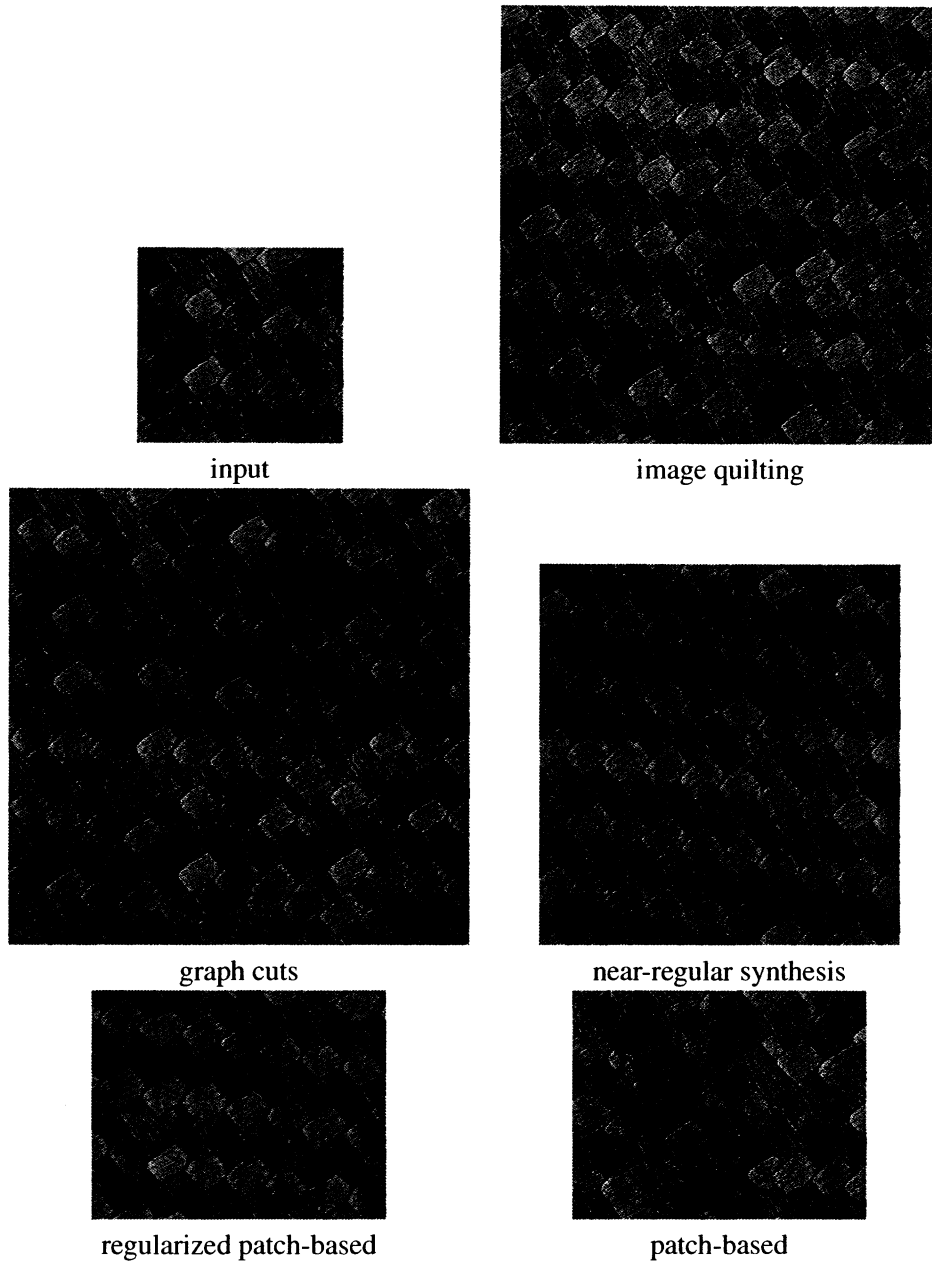 input
image quilting
graph cuts
near-regular synthesis
regularized patch-based
patch-based